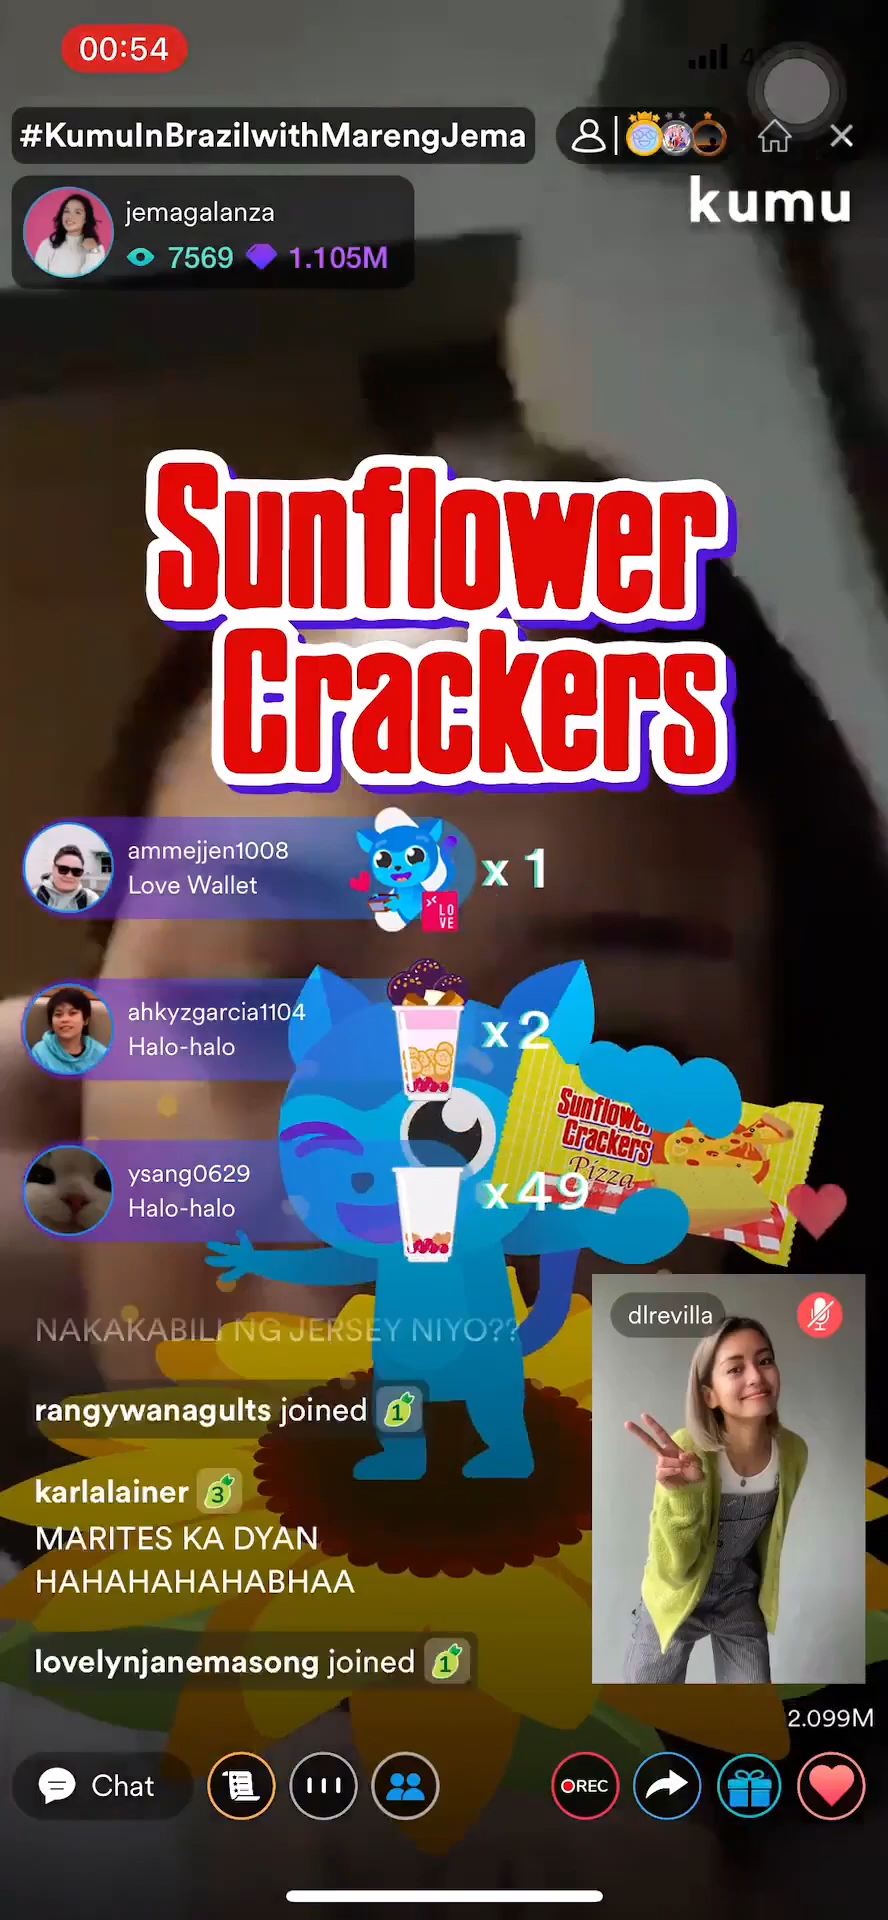 00:54
#KumuInBrazilwithMarengJema
kumu
jemagalanza
7569 1.105M
Sunflower
Crackers
ammejjen1008
Love Wallet
x 1
LO
VE
ahkyzgarcia1104
Halo-halo
x 2
Sunflower
Crackers
Pizza
ysang0629
Halo-halo
x 49
dlrevilla
NAKAKABILI NG JERSEY NIYO??
rangywanagults joined 1
karlalainer 3
MARITES KA DYAN
HAHAHAHAHABHAA
lovelynjanemasong joined 1
2.099M
Chat
REC